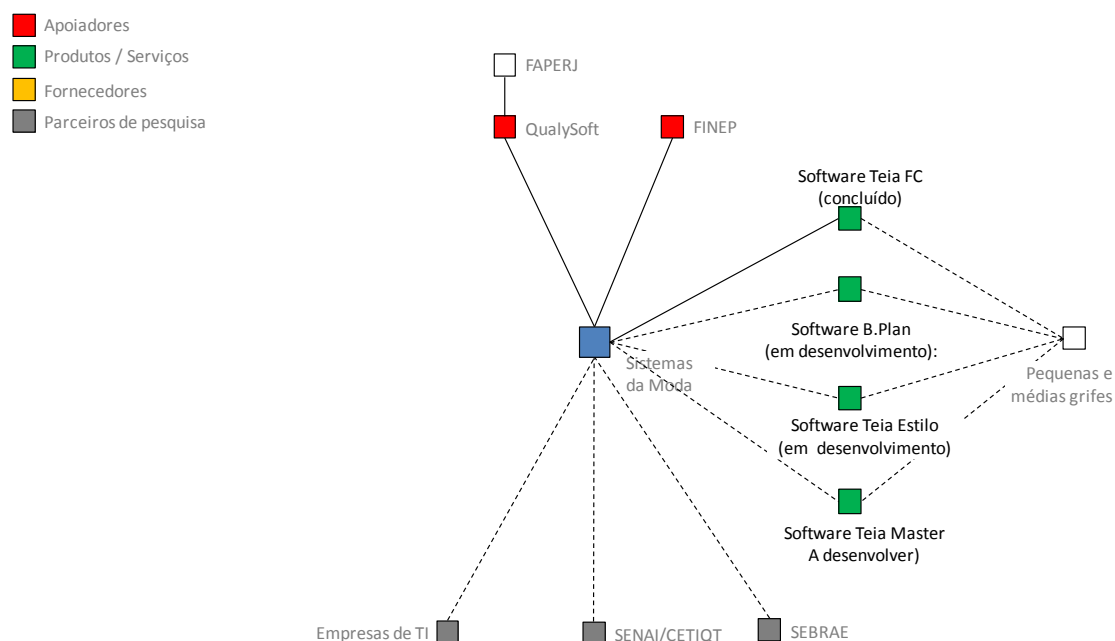 Apoiadores
Produtos / Serviços
Fornecedores
Parceiros de pesquisa
FAPERJ
QualySoft
FINEP
Software Teia FC
(concluído)
Software B.Plan
(em desenvolvimento):
Sistemas
da Moda
Pequenas e
médias grifes
Software Teia Estilo
(em desenvolvimento)
Software Teia Master
A desenvolver)
Empresas de TI
SENAI/CETIQT
SEBRAE